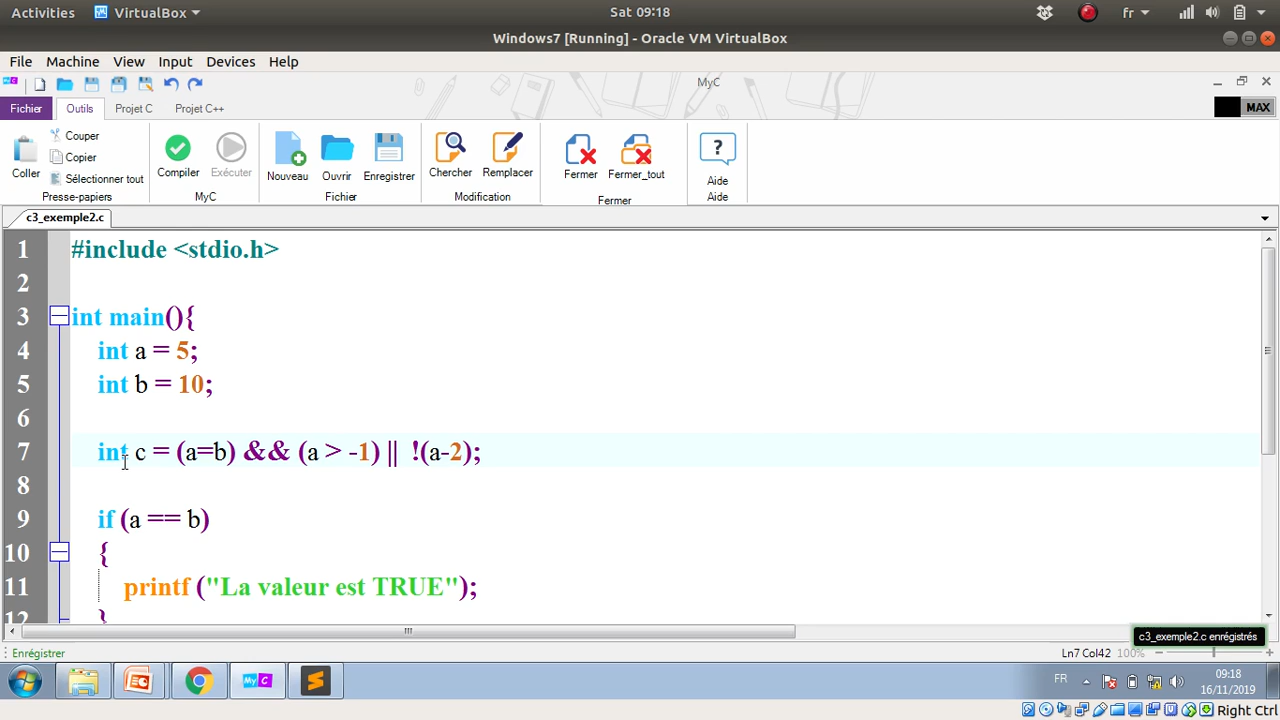 Activities VirtualBox Sat 09:18 fr
Windows7 [Running] - Oracle VM VirtualBox
File Machine View Input Devices Help
MyC
Fichier Outils Projet C Projet C++ MAX
Coller Couper Copier Sélectionner tout
Presse-papiers
Compiler Exécuter
MyC
Nouveau Ouvrir Enregistrer
Fichier
Chercher Remplacer
Modification
Fermer Fermer_tout
Fermer
Aide
Aide
c3_exemple2.c
1 #include <stdio.h>
2
3 int main(){
4 int a = 5;
5 int b = 10;
6
7 int c = (a=b) && (a > -1) || !(a-2);
8
9 if (a == b)
10 {
11 printf ("La valeur est TRUE");
12 }
c3_exemple2.c enrégistrés
Enrégistrer Ln7 Col42 100%
MyC FR 09:18
16/11/2019
Right Ctrl